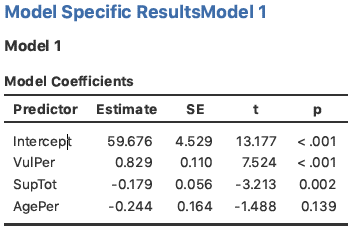 Model Specific ResultsModel 1
Model 1
Model Coefficients
Predictor Estimate SE t p
Intercept 59.676 4.529 13.177 < .001
VulPer 0.829 0.110 7.524 < .001
SupTot -0.179 0.056 -3.213 0.002
AgePer -0.244 0.164 -1.488 0.139